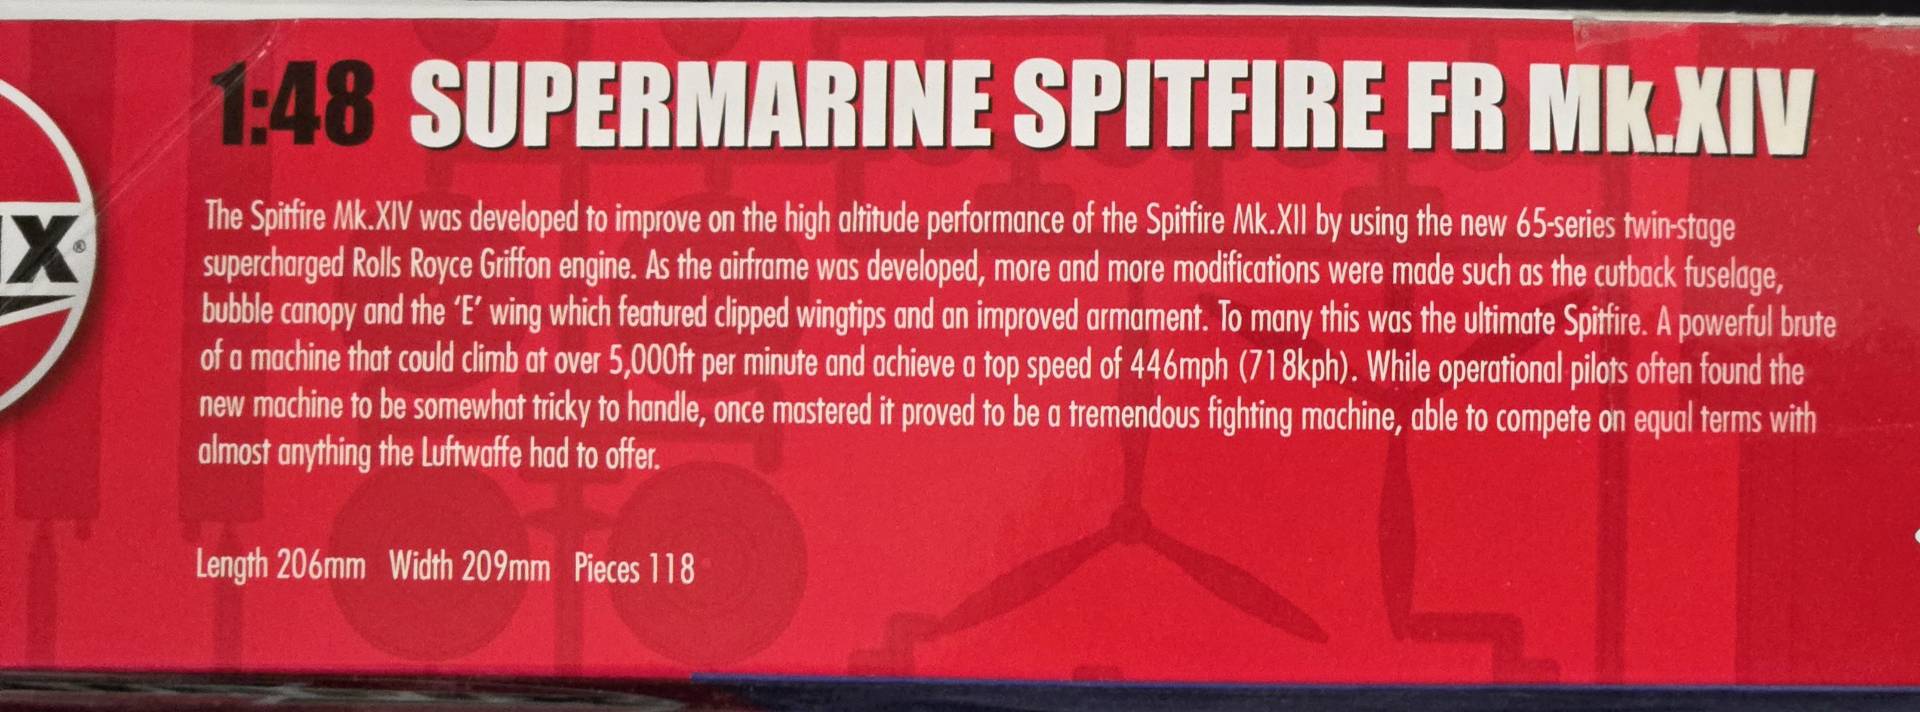 1:48 SUPERMARINE SPITFIRE FR Mk.XIV
The Spitfire Mk.XIV was developed to improve on the high altitude performance of the Spitfire Mk.XII by using the new 65-series twin-stage
supercharged Rolls Royce Griffon engine. As the airframe was developed, more and more modifications were made such as the cutback fuselage,
bubble canopy and the ‘E’ wing which featured clipped wingtips and an improved armament. To many this was the ultimate Spitfire. A powerful brute
of a machine that could climb at over 5,000ft per minute and achieve a top speed of 446mph (718kph). While operational pilots often found the
new machine to be somewhat tricky to handle, once mastered it proved to be a tremendous fighting machine, able to compete on equal terms with
almost anything the Luftwaffe had to offer.
X®
Length 206mm Width 209mm Pieces 118